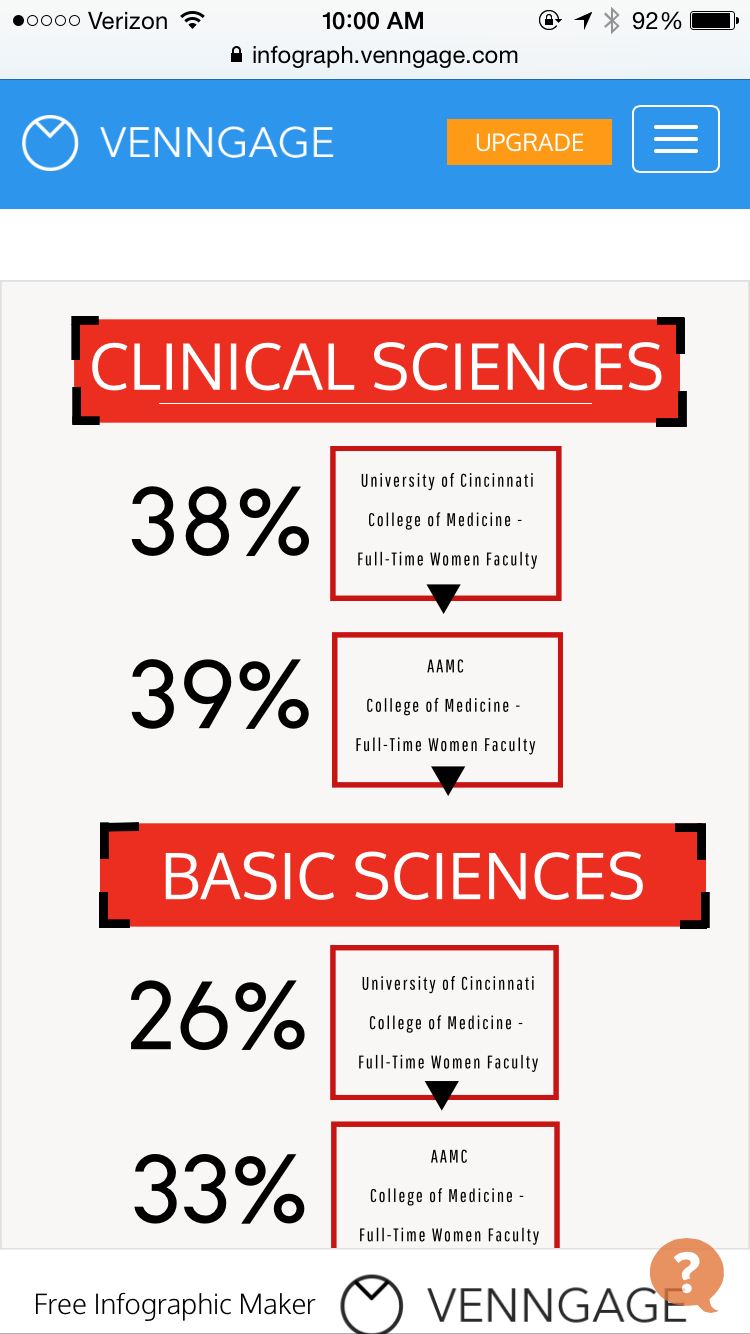 Verizon 10:00 AM 92%
infograph.venngage.com
VENNGAGE UPGRADE
CLINICAL SCIENCES
38%
University of Cincinnati
College of Medicine -
Full-Time Women Faculty
39%
AAMC
College of Medicine -
Full-Time Women Faculty
BASIC SCIENCES
26%
University of Cincinnati
College of Medicine -
Full-Time Women Faculty
33%
AAMC
College of Medicine -
Full-Time Women Faculty
?
Free Infographic Maker VENNGAGE